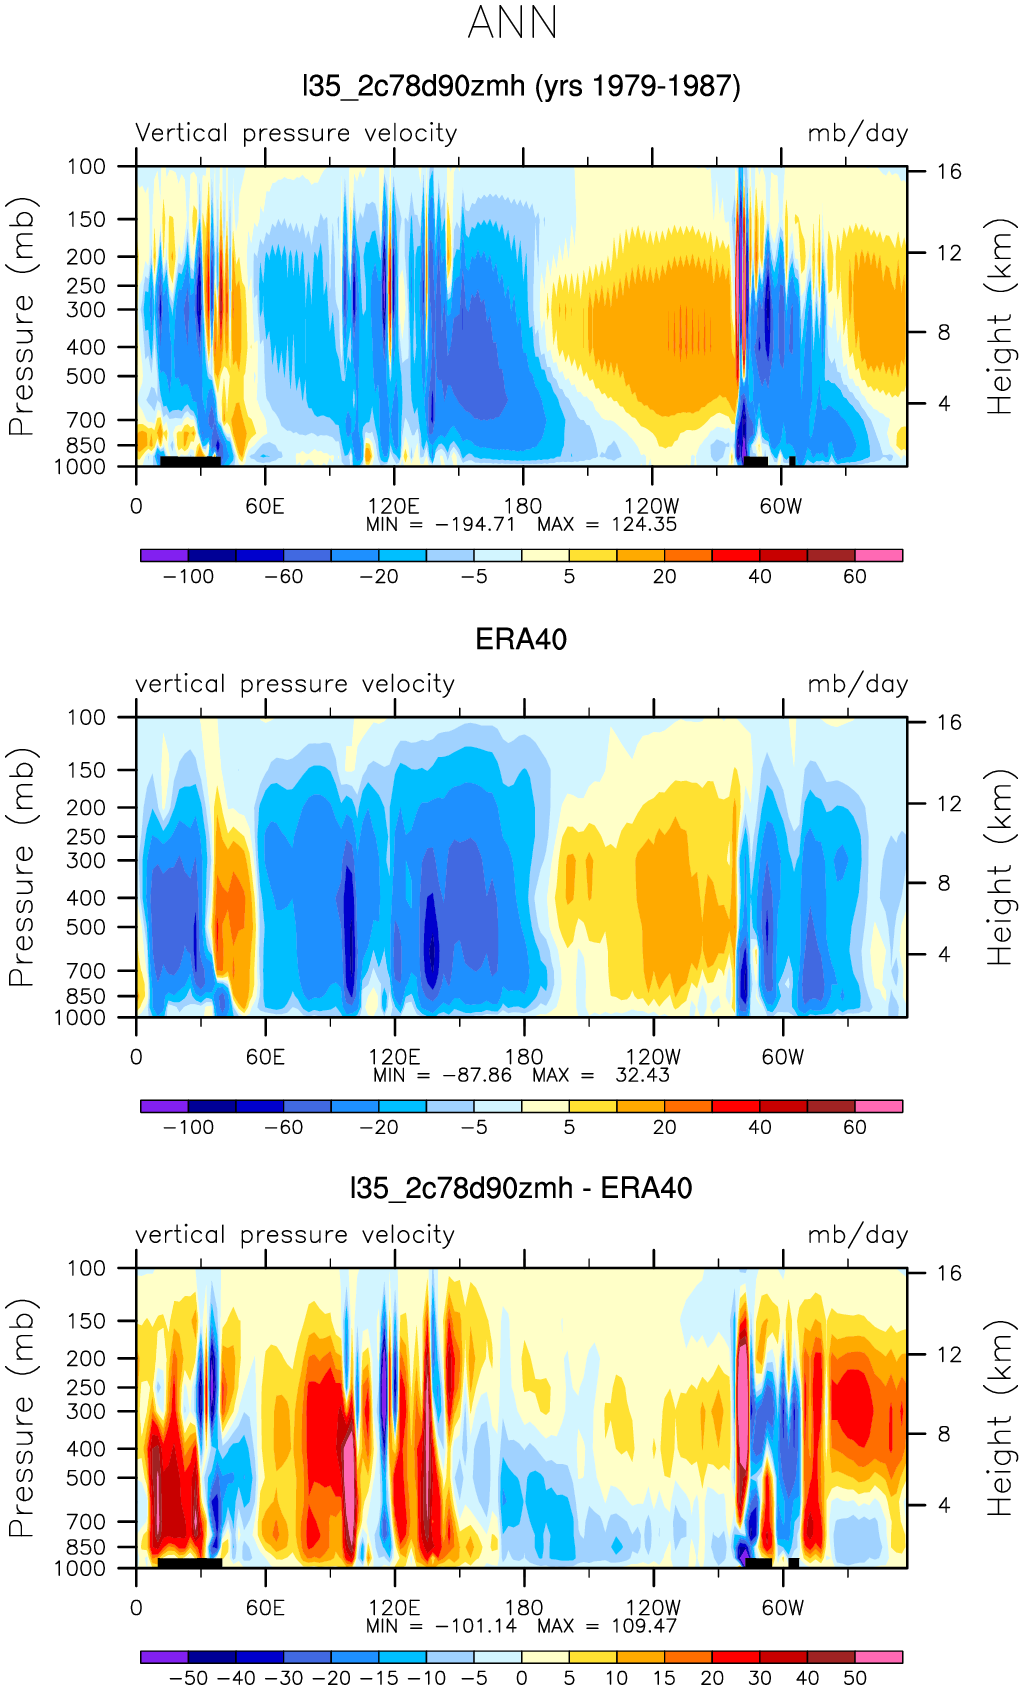 ANN
l35_2c78d90zmh (yrs 1979-1987)
Vertical pressure velocity mb/day
100
150
200
250
300
400
500
700
850
1000
Pressure (mb)
16
12
8
4
Height (km)
0 60E 120E 180 120W 60W
MIN = −194.71 MAX = 124.35
−100 −60 −20 −5 5 20 40 60
ERA40
vertical pressure velocity mb/day
100
150
200
250
300
400
500
700
850
1000
Pressure (mb)
16
12
8
4
Height (km)
0 60E 120E 180 120W 60W
MIN = −87.86 MAX = 32.43
−100 −60 −20 −5 5 20 40 60
l35_2c78d90zmh - ERA40
vertical pressure velocity mb/day
100
150
200
250
300
400
500
700
850
1000
Pressure (mb)
16
12
8
4
Height (km)
0 60E 120E 180 120W 60W
MIN = −101.14 MAX = 109.47
−50 −40 −30 −20 −15 −10 −5 0 5 10 15 20 30 40 50